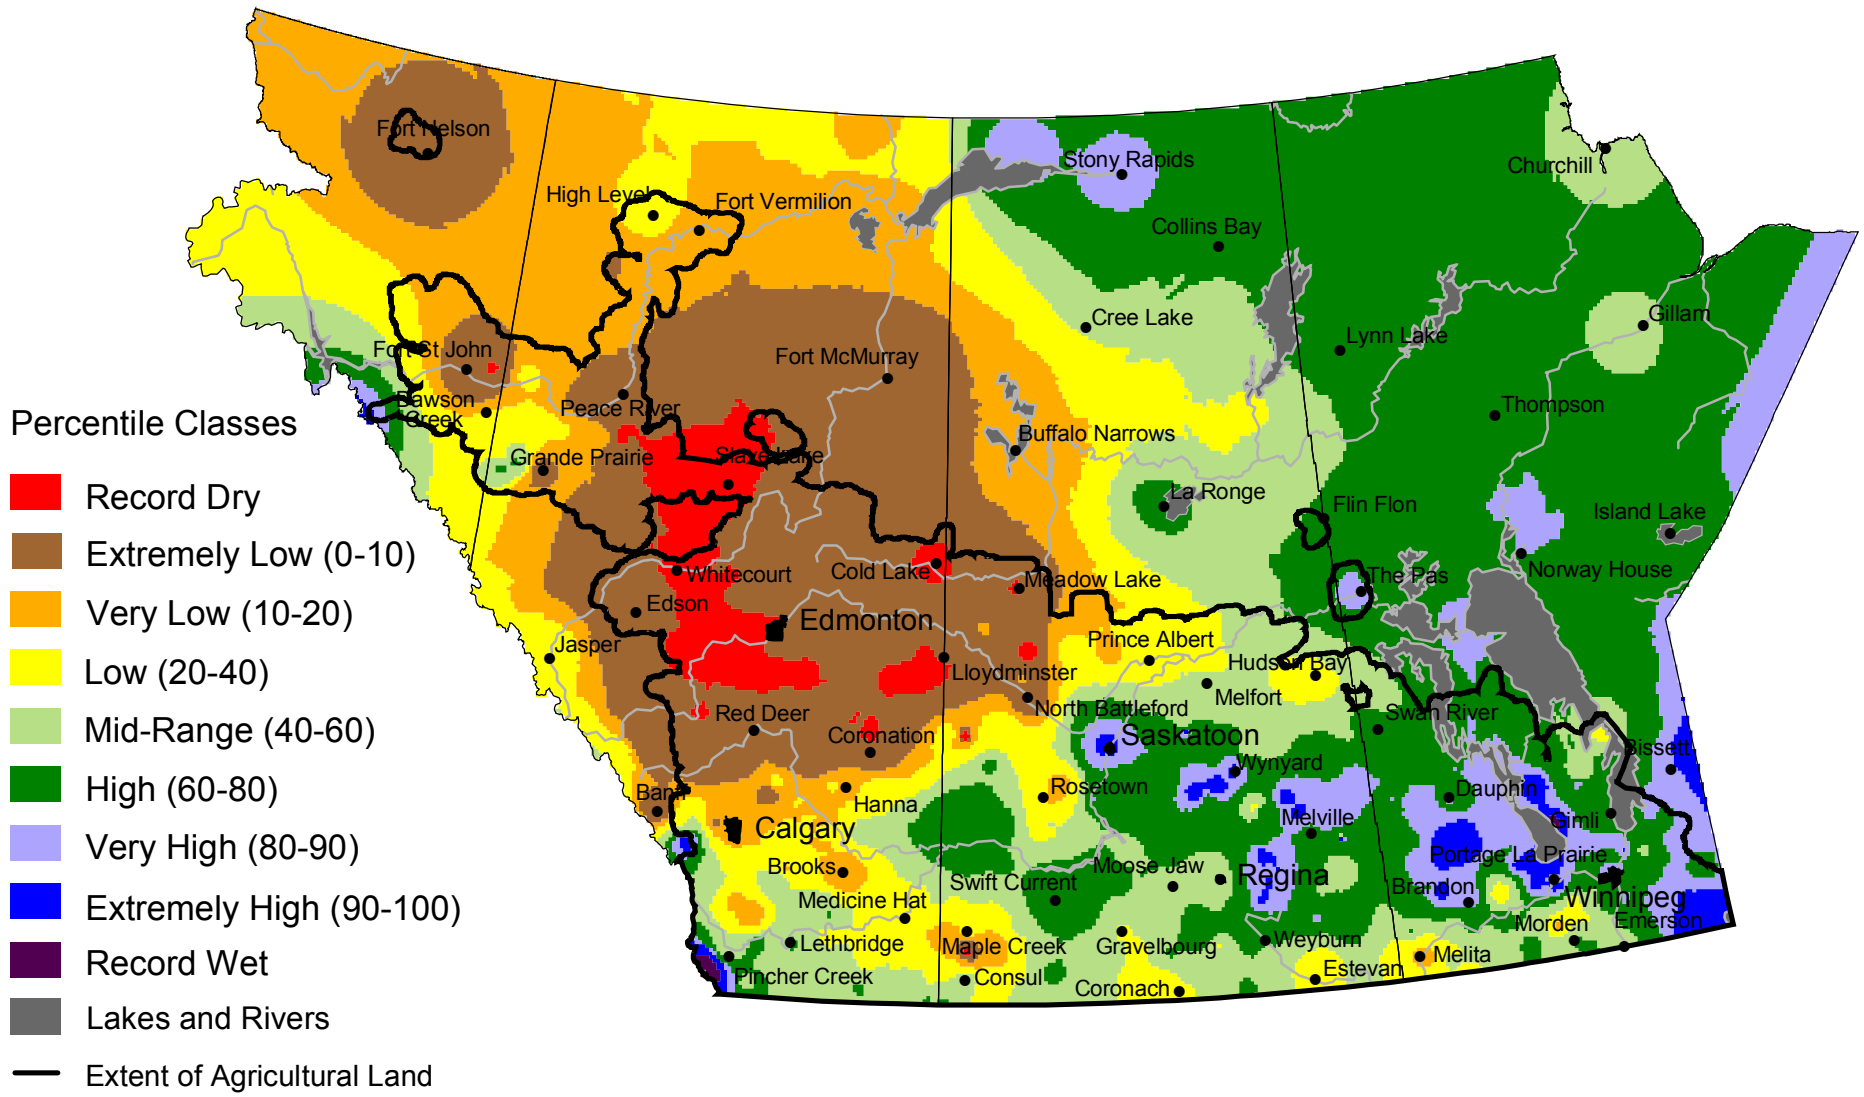 Fort Nelson
Stony Rapids
Churchill
High Level
Fort Vermilion
Collins Bay
Cree Lake
Gillam
Lynn Lake
Fort St John
Fort McMurray
Dawson
Creek
Peace River
Thompson
Buffalo Narrows
Grande Prairie
Slave Lake
La Ronge
Flin Flon
Island Lake
Whitecourt
Cold Lake
Meadow Lake
The Pas
Norway House
Edson
Edmonton
Jasper
Prince Albert
Hudson Bay
Lloydminster
Melfort
North Battleford
Red Deer
Swan River
Coronation
Saskatoon
Bissett
Wynyard
Banff
Hanna
Rosetown
Dauphin
Calgary
Melville
Gimli
Brooks
Moose Jaw
Portage La Prairie
Swift Current
Regina
Brandon
Winnipeg
Medicine Hat
Lethbridge
Maple Creek
Gravelbourg
Weyburn
Morden
Emerson
Pincher Creek
Consul
Coronach
Estevan
Melita
Percentile Classes
Record Dry
Extremely Low (0-10)
Very Low (10-20)
Low (20-40)
Mid-Range (40-60)
High (60-80)
Very High (80-90)
Extremely High (90-100)
Record Wet
Lakes and Rivers
Extent of Agricultural Land